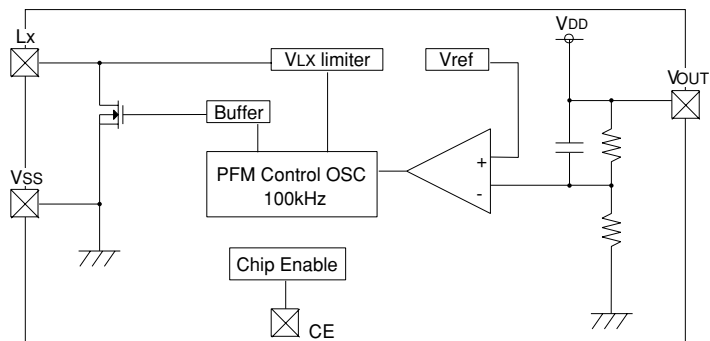 Lx
VLX limiter
Vref
VDD
VOUT
Buffer
PFM Control OSC
100kHz
+
-
VSS
Chip Enable
CE